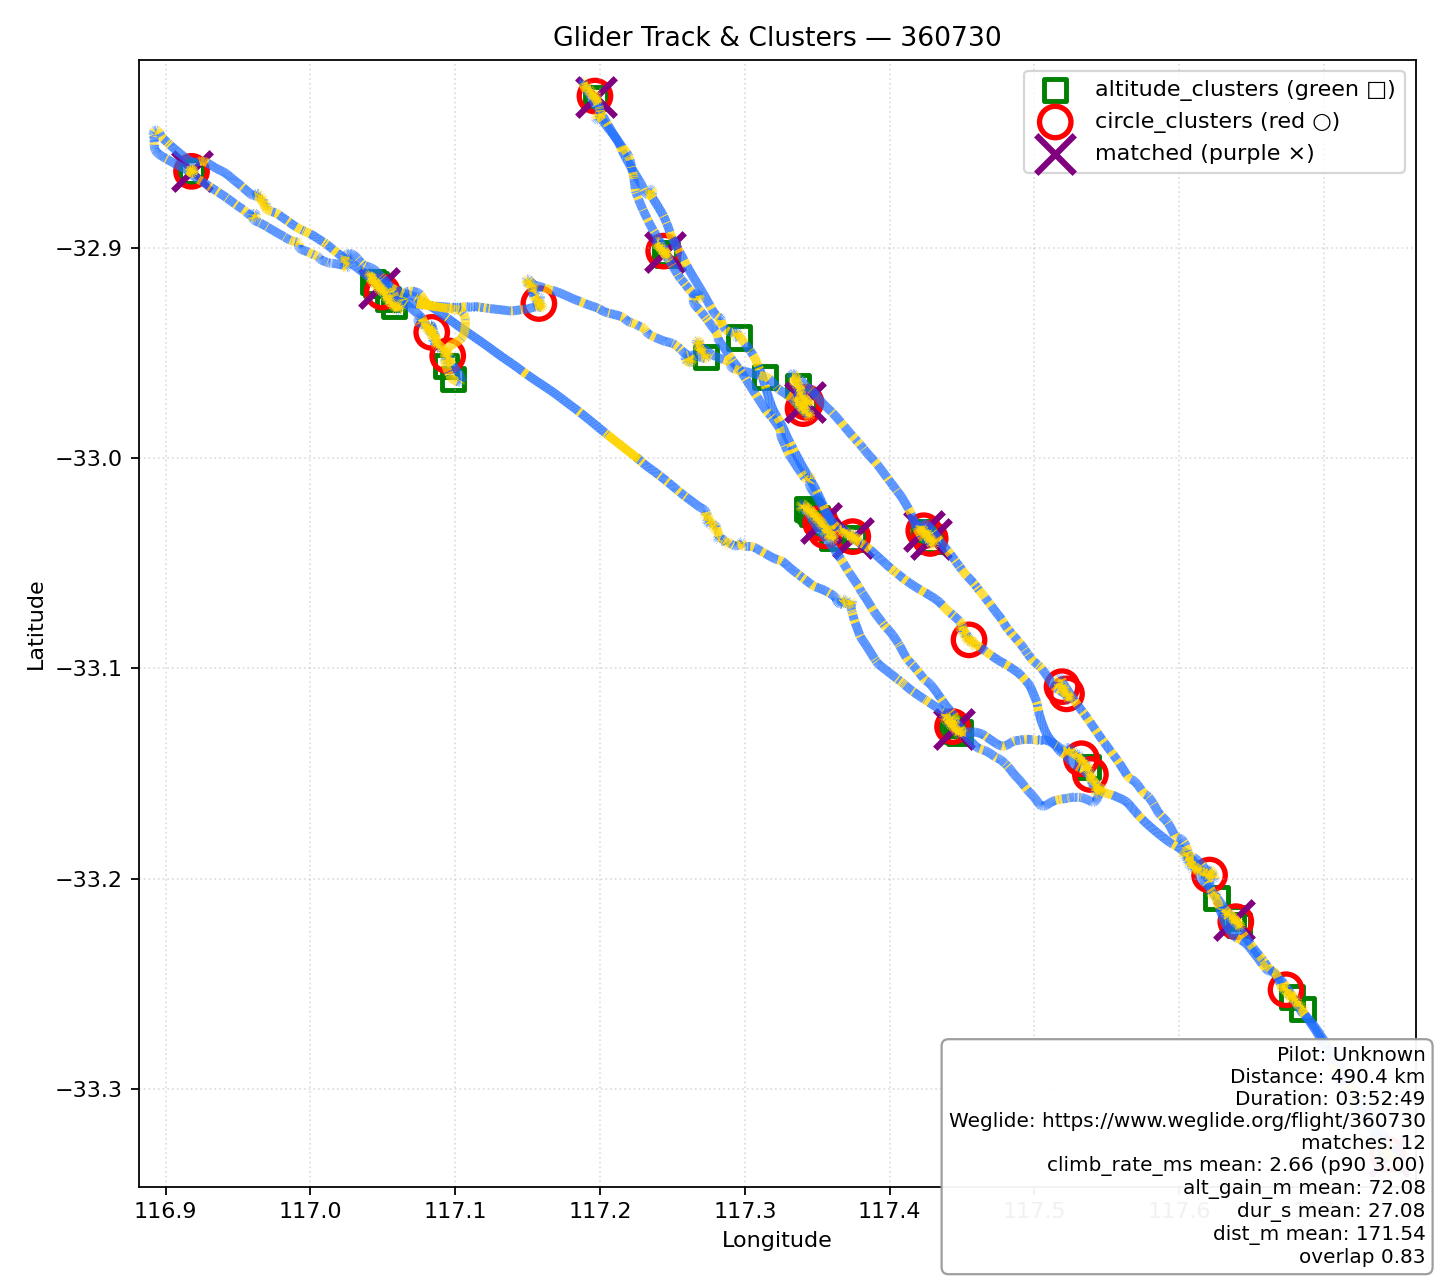 Glider Track & Clusters — 360730
altitude_clusters (green □)
circle_clusters (red ○)
matched (purple ×)
Latitude
−32.9
−33.0
−33.1
−33.2
−33.3
116.9
117.0
117.1
117.2
117.3
117.4
117.5
117.6
Longitude
Pilot: Unknown
Distance: 490.4 km
Duration: 03:52:49
Weglide: https://www.weglide.org/flight/360730
matches: 12
climb_rate_ms mean: 2.66 (p90 3.00)
alt_gain_m mean: 72.08
dur_s mean: 27.08
dist_m mean: 171.54
overlap 0.83